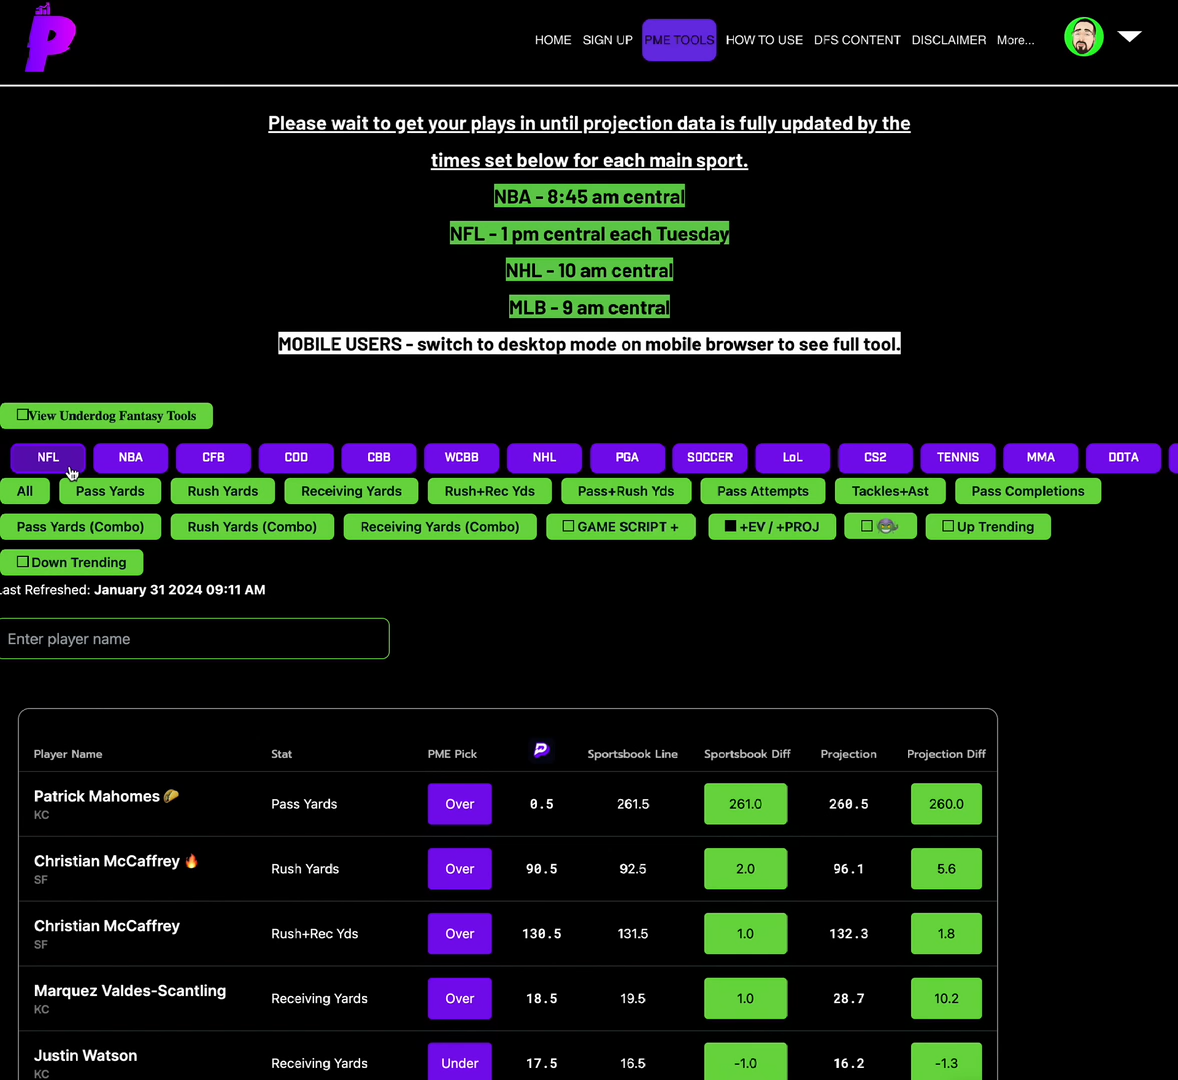 HOME SIGN UP PME TOOLS HOW TO USE DFS CONTENT DISCLAIMER More...
Please wait to get your plays in until projection data is fully updated by the
times set below for each main sport.
NBA - 8:45 am central
NFL - 1 pm central each Tuesday
NHL - 10 am central
MLB - 9 am central
MOBILE USERS - switch to desktop mode on mobile browser to see full tool.
View Underdog Fantasy Tools
NFL NBA CFB COD CBB WCBB NHL PGA SOCCER LoL CS2 TENNIS MMA DOTA
All Pass Yards Rush Yards Receiving Yards Rush+Rec Yds Pass+Rush Yds Pass Attempts Tackles+Ast Pass Completions
Pass Yards (Combo) Rush Yards (Combo) Receiving Yards (Combo) GAME SCRIPT + +EV / +PROJ Up Trending
Down Trending
Last Refreshed: January 31 2024 09:11 AM
Enter player name
Player Name Stat PME Pick Sportsbook Line Sportsbook Diff Projection Projection Diff
Patrick Mahomes Pass Yards Over 0.5 261.5 261.0 260.5 260.0
KC
Christian McCaffrey Rush Yards Over 90.5 92.5 2.0 96.1 5.6
SF
Christian McCaffrey Rush+Rec Yds Over 130.5 131.5 1.0 132.3 1.8
SF
Marquez Valdes-Scantling Receiving Yards Over 18.5 19.5 1.0 28.7 10.2
KC
Justin Watson Receiving Yards Under 17.5 16.5 -1.0 16.2 -1.3
KC